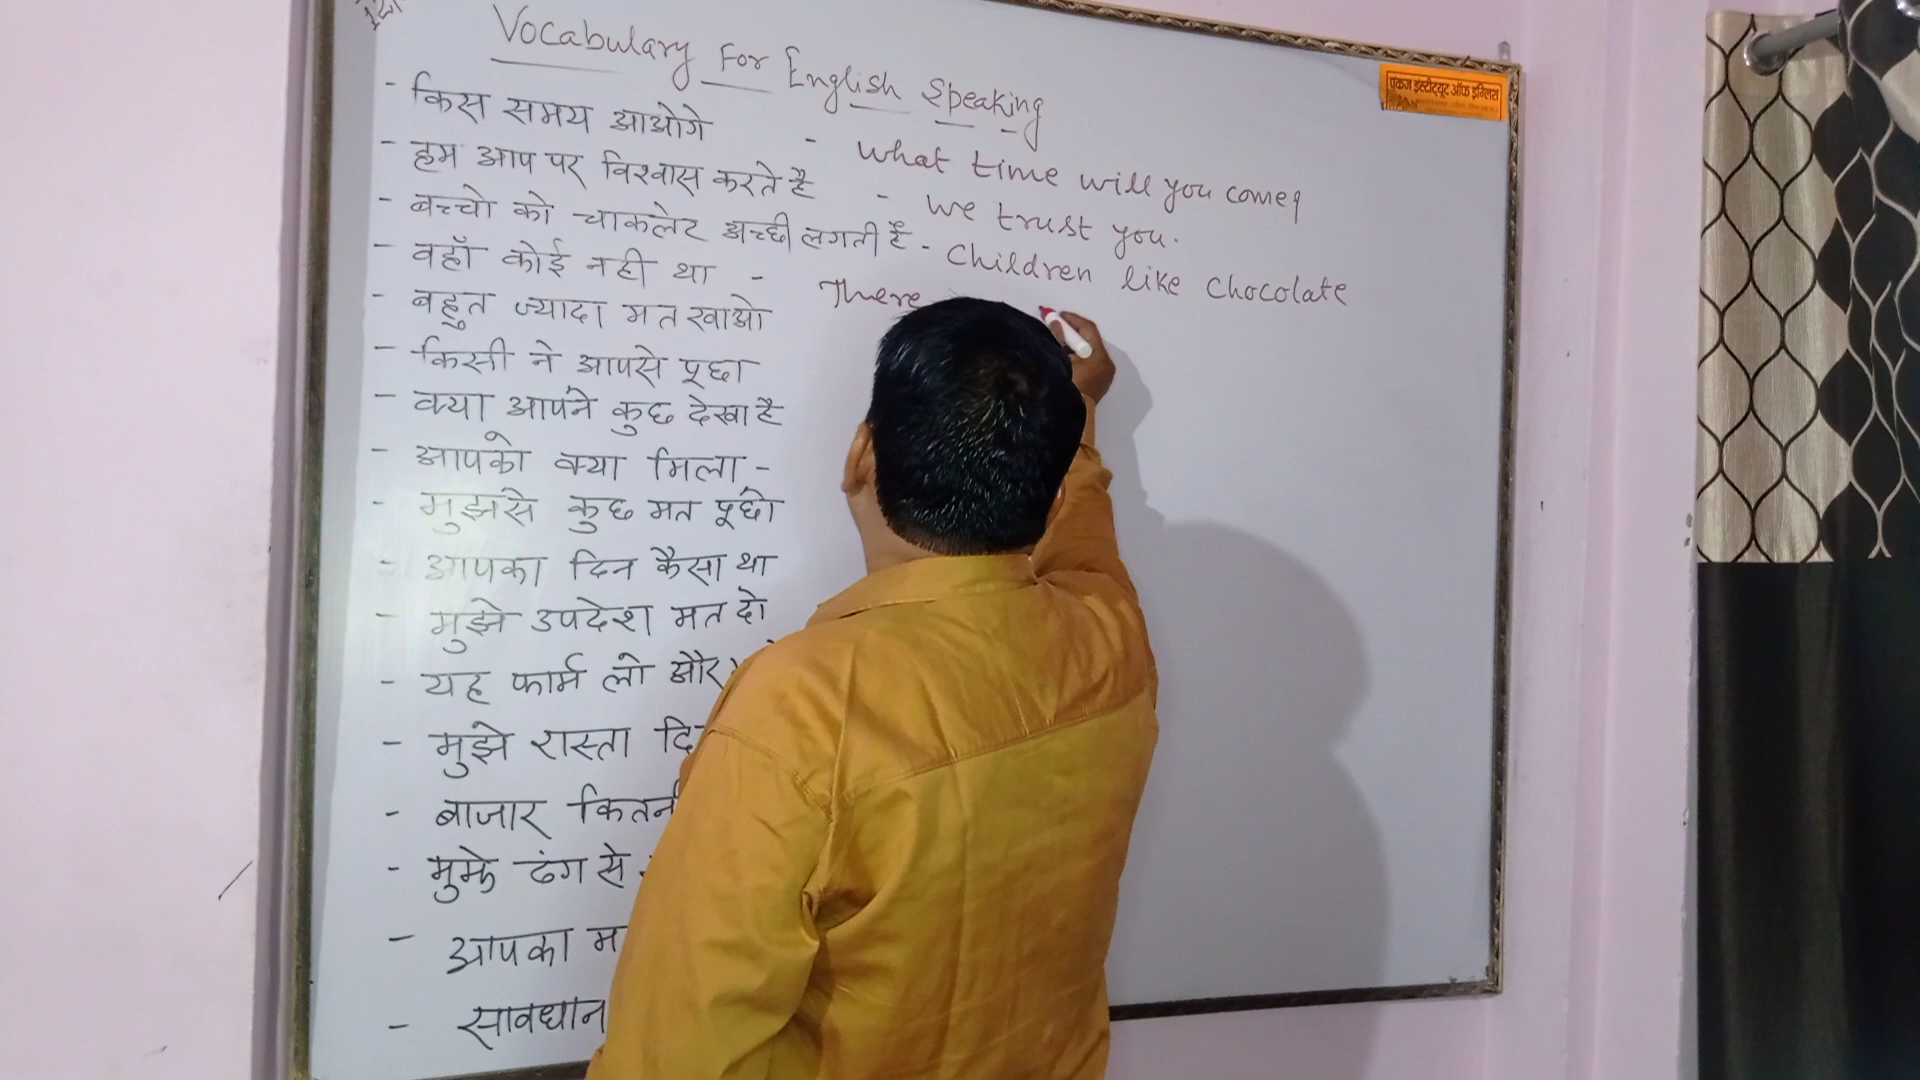 Vocabulary For English Speaking
पंकज इंस्टीट्यूट ऑफ इंग्लिश
- किस समय आओगे - What time will you come?
- हम आप पर विश्वास करते है - We trust you.
- बच्चो को चाकलेट अच्छी लगती है - Children like chocolate
- वहाँ कोई नही था - There
- बहुत ज्यादा मत खाओ
- किसी ने आपसे पूछा
- क्या आपने कुछ देखा है
- आपको क्या मिला -
- मुझसे कुछ मत पूंछो
- आपका दिन कैसा था
- मुझे उपदेश मत दो
- यह फार्म लो और
- मुझे रास्ता
- बाजार
- मुझे ढंग से
- आपका
- सावधान